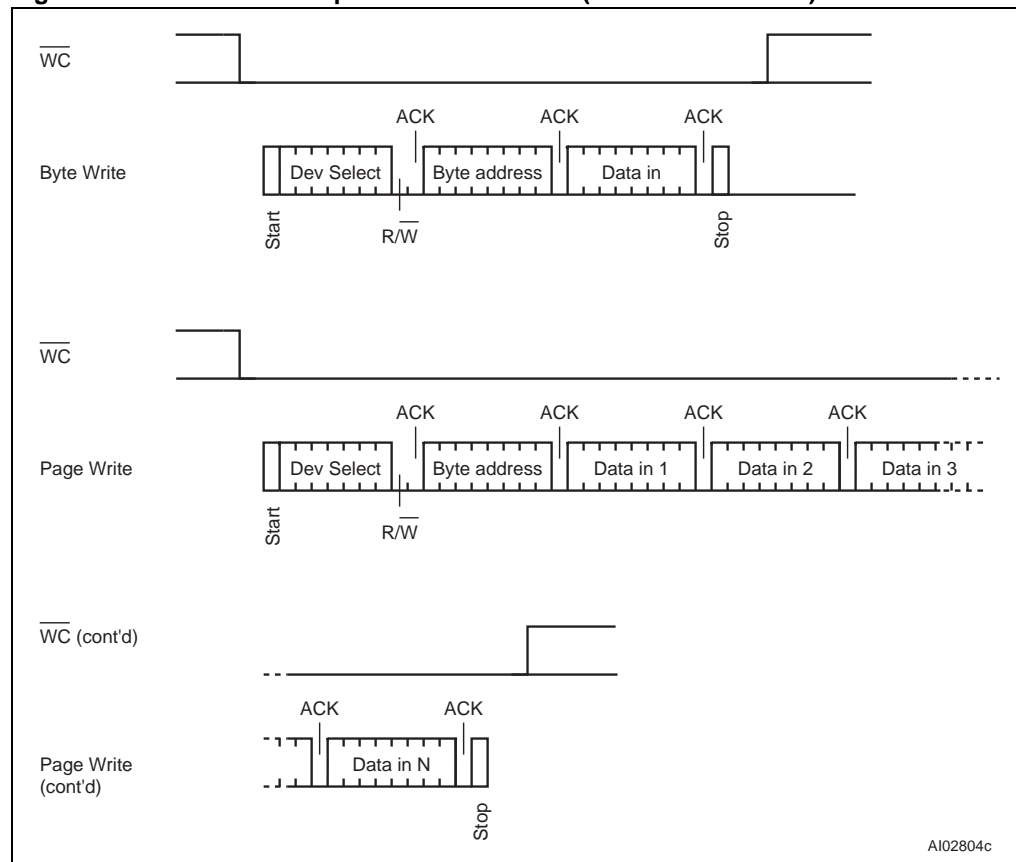 WC
ACK ACK ACK
Byte Write Dev Select Byte address Data in
Start R/W Stop
WC
ACK ACK ACK ACK
Page Write Dev Select Byte address Data in 1 Data in 2 Data in 3
Start R/W
WC (cont'd)
ACK ACK
Page Write Data in N
(cont'd)
Stop
AI02804c